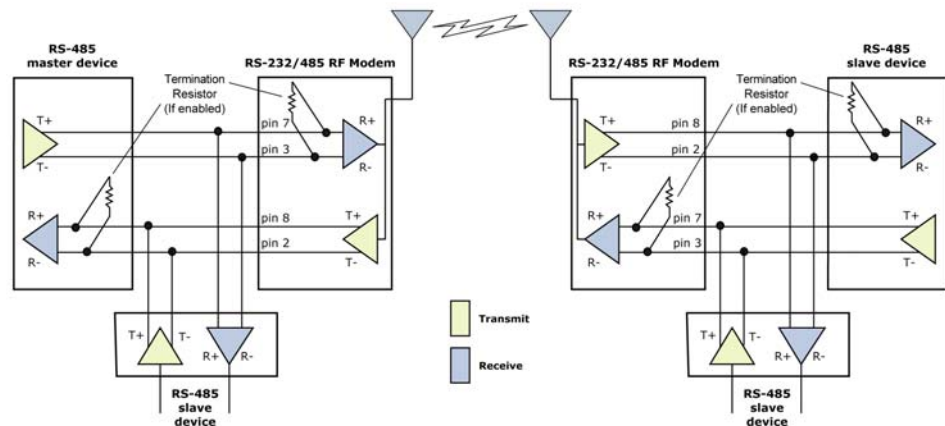 RS-485
master device
RS-232/485 RF Modem
Termination
Resistor
(If enabled)
T+
T-
R+
R-
pin 7
pin 3
R+
R-
pin 8
pin 2
T+
T-
T+
T-
R+
R-
RS-485
slave
device
Transmit
Receive
RS-232/485 RF Modem
RS-485
slave device
Termination
Resistor
(If enabled)
T+
T-
R+
R-
pin 8
pin 2
R+
R-
pin 7
pin 3
T+
T-
T+
T-
R+
R-
RS-485
slave
device